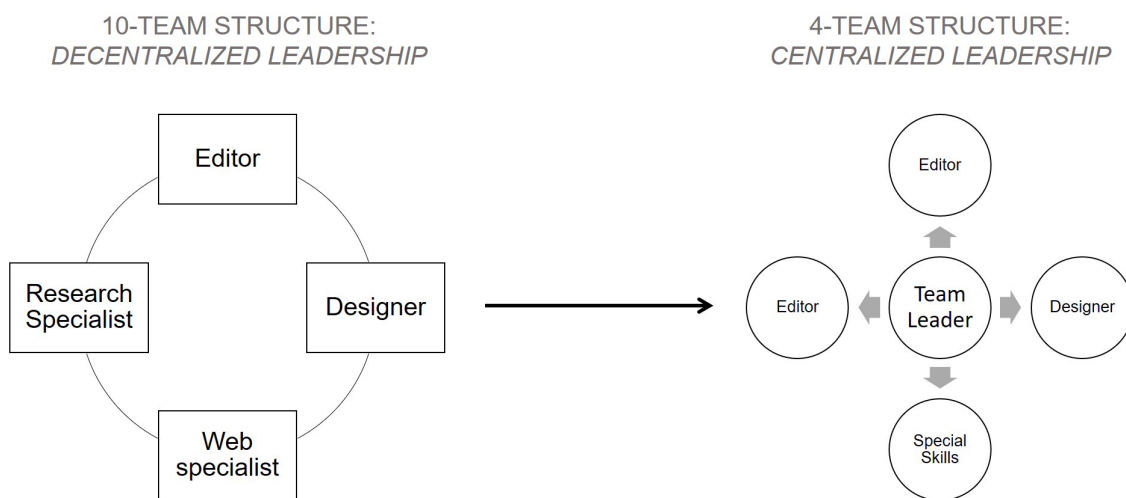 10-TEAM STRUCTURE:
DECENTRALIZED LEADERSHIP
Editor
Research
Specialist
Designer
Web
specialist
4-TEAM STRUCTURE:
CENTRALIZED LEADERSHIP
Editor
Editor
Team
Leader
Designer
Special
Skills